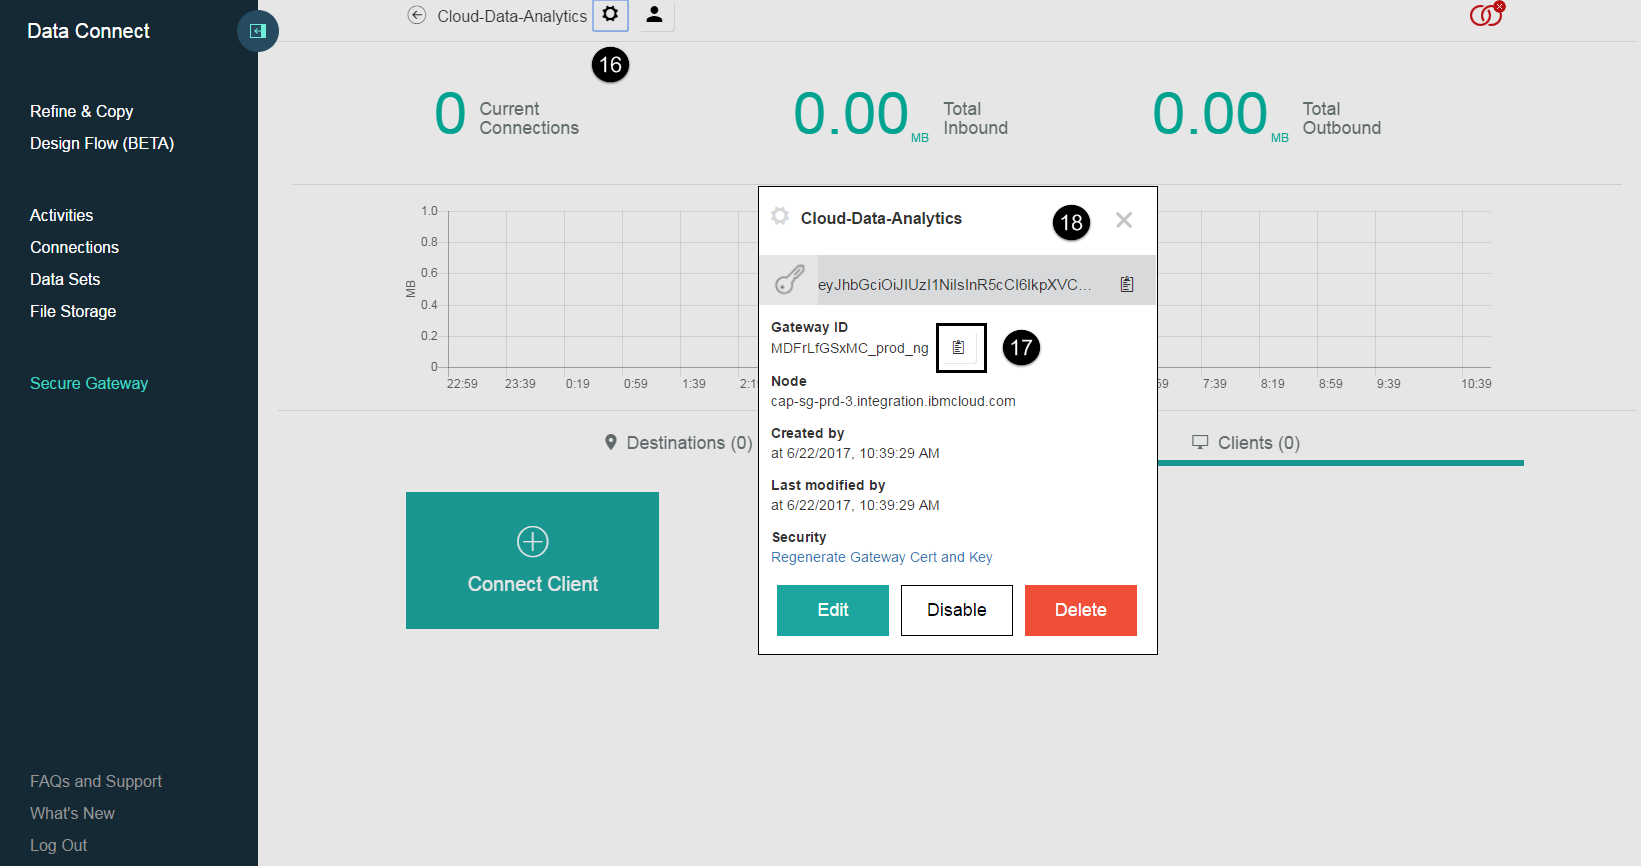 Data Connect
Cloud-Data-Analytics
16
Refine & Copy
Design Flow (BETA)
Activities
Connections
Data Sets
File Storage
Secure Gateway
FAQs and Support
What's New
Log Out
0 Current Connections
0.00 MB Total Inbound
0.00 MB Total Outbound
1.0
0.8
0.6
0.4
0.2
0
MB
22:59 23:39 0:19 0:59 1:39 2:19 59 7:39 8:19 8:59 9:39 10:39
Destinations (0)
Clients (0)
Connect Client
Cloud-Data-Analytics
18
eyJhbGciOiJIUzI1NiIsInR5cCI6IkpXVC...
Gateway ID
MDFrLfGSxMC_prod_ng
17
Node
cap-sg-prd-3.integration.ibmcloud.com
Created by
at 6/22/2017, 10:39:29 AM
Last modified by
at 6/22/2017, 10:39:29 AM
Security
Regenerate Gateway Cert and Key
Edit Disable Delete